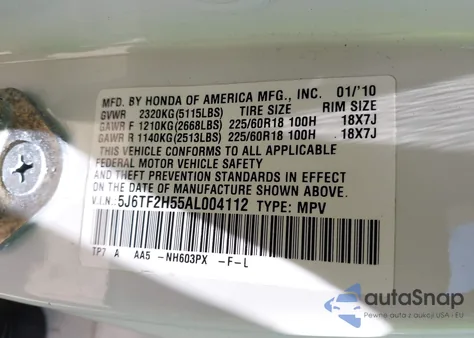 MFD. BY HONDA OF AMERICA MFG., INC. 01/'10
GVWR 2320KG(5115LBS) TIRE SIZE RIM SIZE
GAWR F 1210KG(2668LBS) 225/60R18 100H 18X7J
GAWR R 1140KG(2513LBS) 225/60R18 100H 18X7J
THIS VEHICLE CONFORMS TO ALL APPLICABLE
FEDERAL MOTOR VEHICLE SAFETY
AND THEFT PREVENTION STANDARDS IN EFFECT
ON THE DATE OF MANUFACTURE SHOWN ABOVE.
V.I.N.: 5J6TF2H55AL004112 TYPE: MPV
TP7 A AA5 -NH603PX -F-L
autoSnap
Pewne auta z aukcji USA i EU